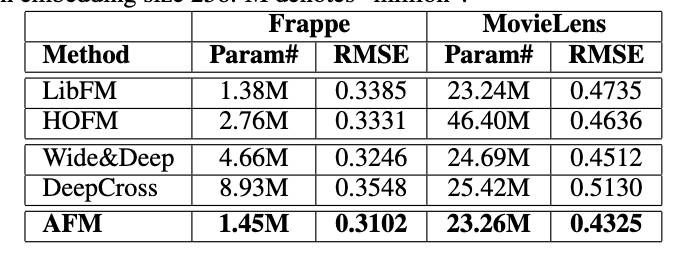 embedding size 256. M denotes "million".
Frappe MovieLens
Method Param# RMSE Param# RMSE
LibFM 1.38M 0.3385 23.24M 0.4735
HOFM 2.76M 0.3331 46.40M 0.4636
Wide&Deep 4.66M 0.3246 24.69M 0.4512
DeepCross 8.93M 0.3548 25.42M 0.5130
AFM 1.45M 0.3102 23.26M 0.4325